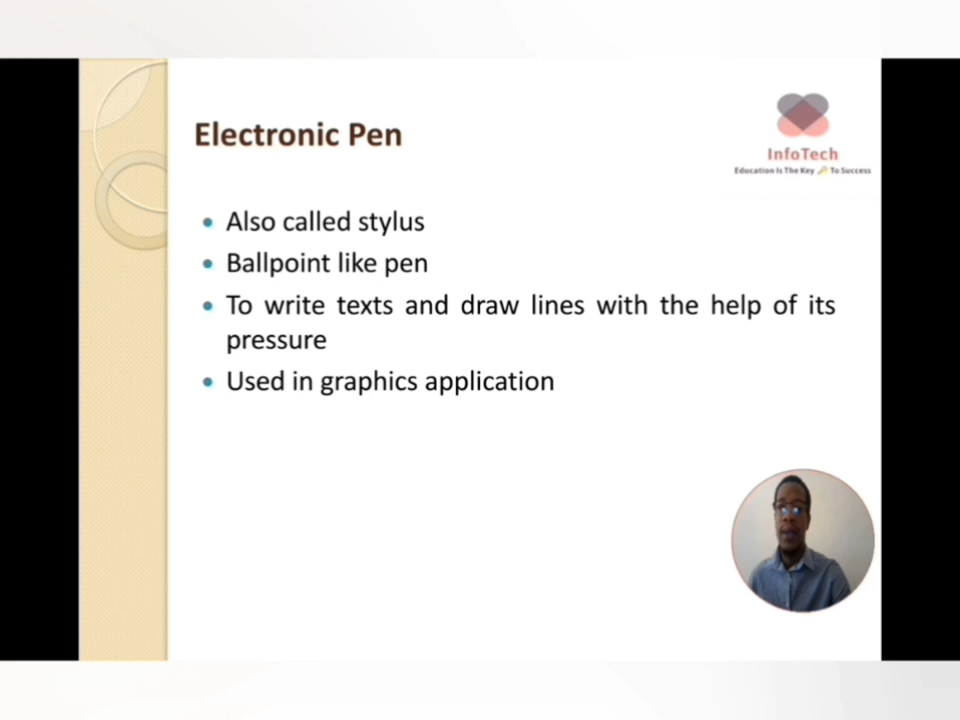 Electronic Pen
InfoTech
Education Is The Key 🔑 To Success
Also called stylus
Ballpoint like pen
To write texts and draw lines with the help of its
pressure
Used in graphics application